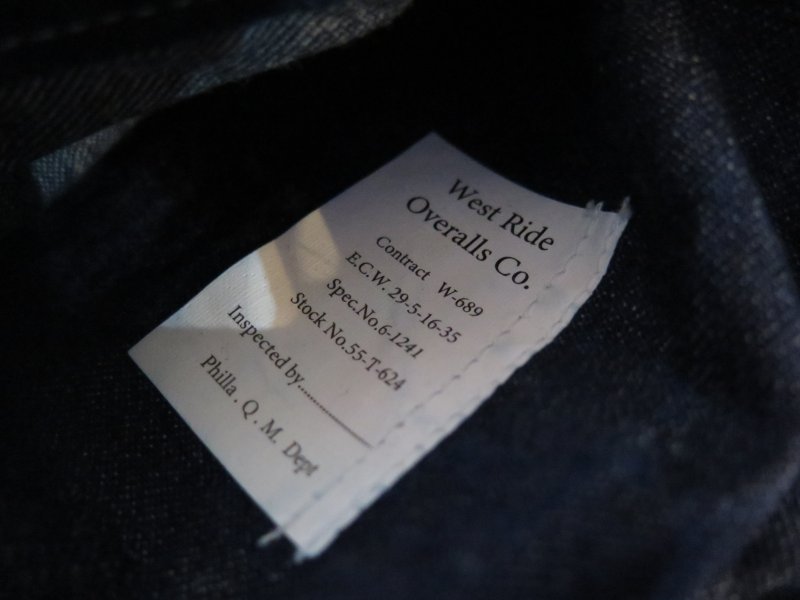 West Ride
Overalls Co.
Contract W-689
E.C.W. 29-5-16-35
Spec.No.6-1241
Stock No.55-T-624
Inspected by..................
Philla . Q . M. Dept